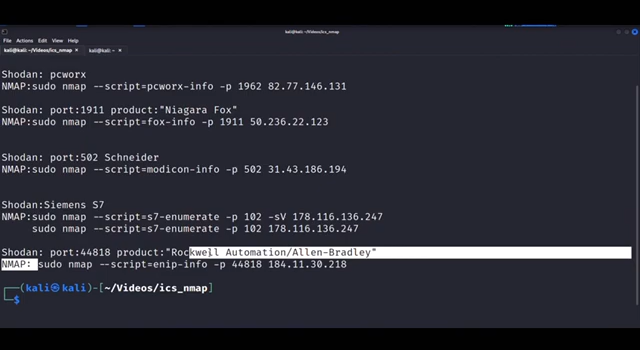 kali@kali: ~/Videos/ics_nmap
File Actions Edit View Help
kali@kali: ~/Videos/ics_nmap × kali@kali: ~ ×
Shodan: pcworx
NMAP:sudo nmap --script=pcworx-info -p 1962 82.77.146.131
Shodan: port:1911 product:"Niagara Fox"
NMAP:sudo nmap --script=fox-info -p 1911 50.236.22.123
Shodan: port:502 Schneider
NMAP:sudo nmap --script=modicon-info -p 502 31.43.186.194
Shodan:Siemens S7
NMAP:sudo nmap --script=s7-enumerate -p 102 -sV 178.116.136.247
sudo nmap --script=s7-enumerate -p 102 178.116.136.247
Shodan: port:44818 product:"Rockwell Automation/Allen-Bradley"
NMAP: sudo nmap --script=enip-info -p 44818 184.11.30.218
(kali㉿kali)-[~/Videos/ics_nmap]
$